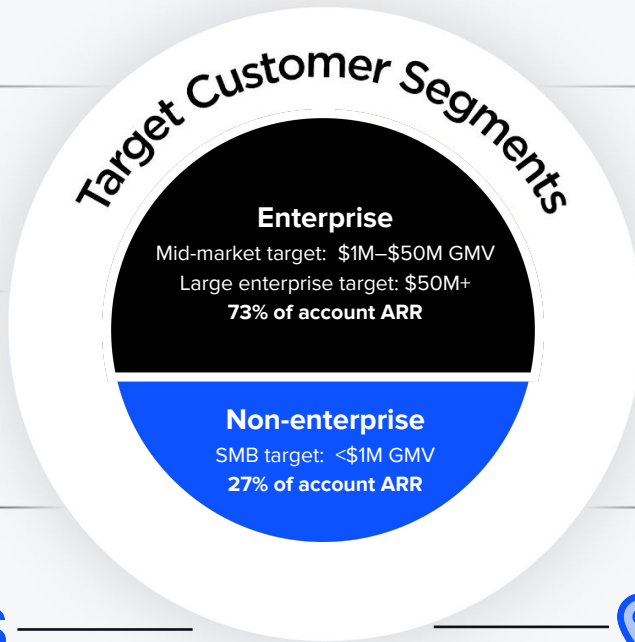 Target Customer Segments
Enterprise
Mid-market target: $1M–$50M GMV
Large enterprise target: $50M+
73% of account ARR
Non-enterprise
SMB target: <$1M GMV
27% of account ARR